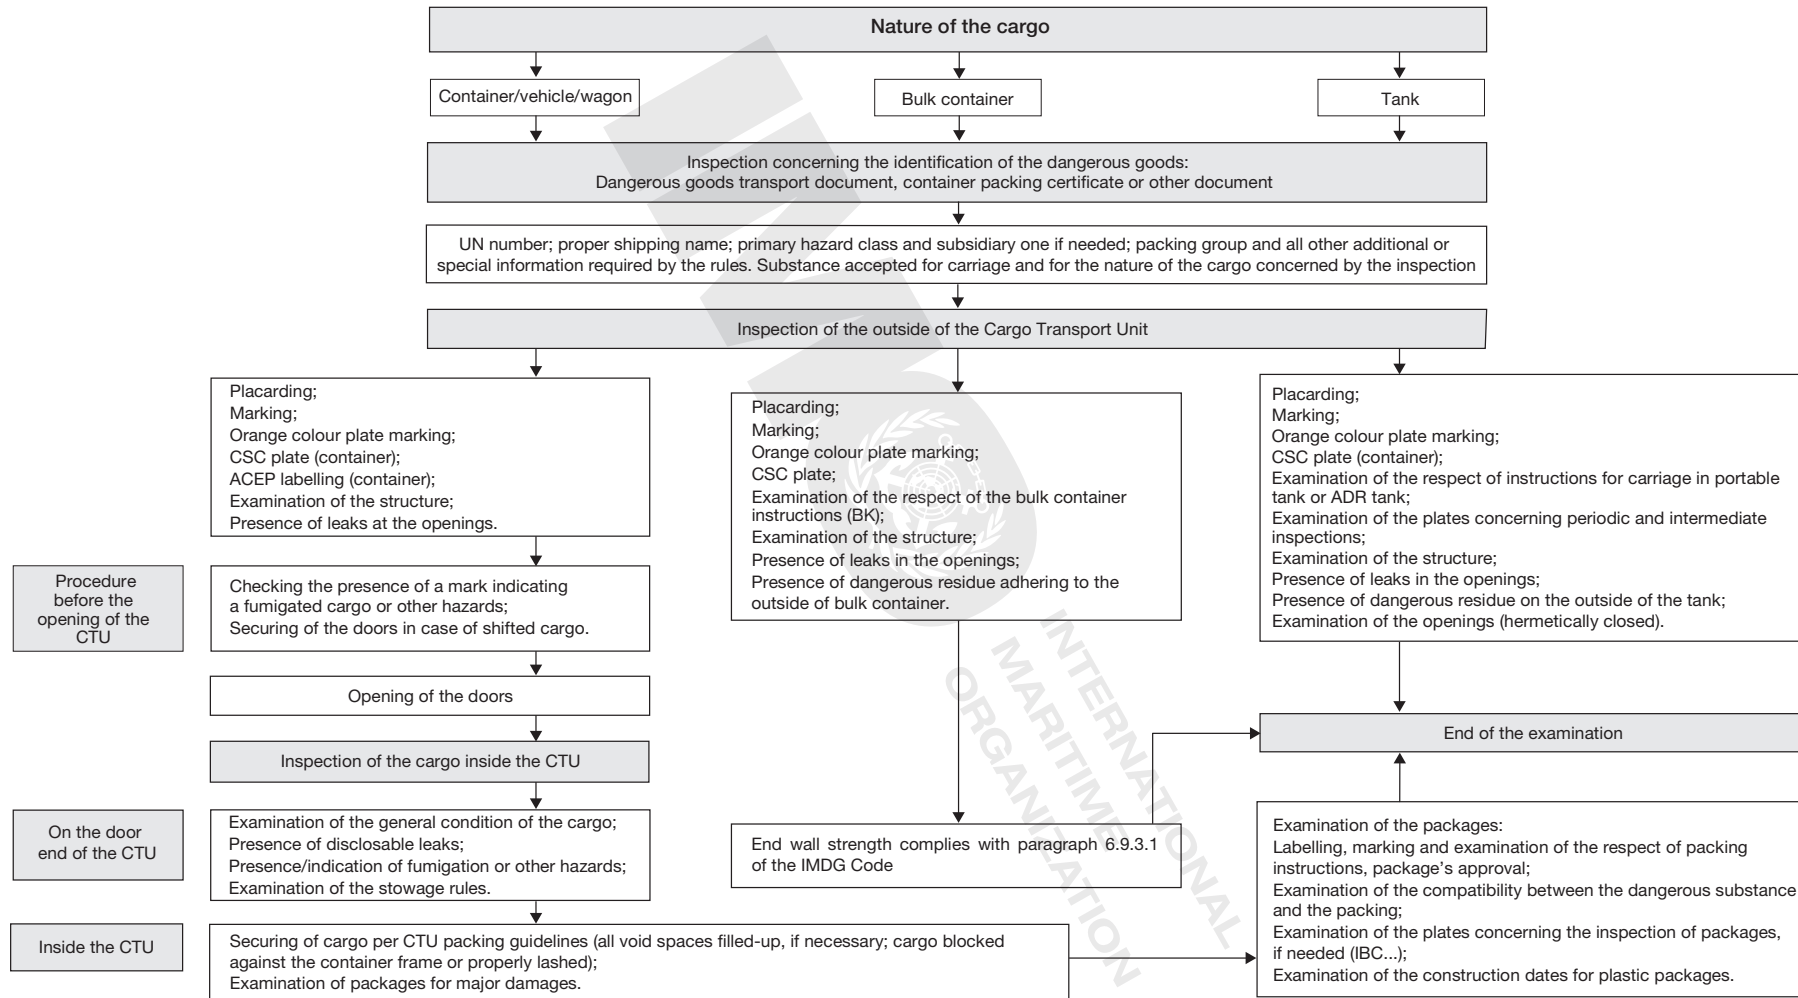 Nature of the cargo
Container/vehicle/wagon
Bulk container
Tank
Inspection concerning the identification of the dangerous goods:
Dangerous goods transport document, container packing certificate or other document
UN number; proper shipping name; primary hazard class and subsidiary one if needed; packing group and all other additional or
special information required by the rules. Substance accepted for carriage and for the nature of the cargo concerned by the inspection
Inspection of the outside of the Cargo Transport Unit
Placarding;
Marking;
Orange colour plate marking;
CSC plate (container);
ACEP labelling (container);
Examination of the structure;
Presence of leaks at the openings.
Placarding;
Marking;
Orange colour plate marking;
CSC plate;
Examination of the respect of the bulk container
instructions (BK);
Examination of the structure;
Presence of leaks in the openings;
Presence of dangerous residue adhering to the
outside of bulk container.
Placarding;
Marking;
Orange colour plate marking;
CSC plate (container);
Examination of the respect of instructions for carriage in portable
tank or ADR tank;
Examination of the plates concerning periodic and intermediate
inspections;
Examination of the structure;
Presence of leaks in the openings;
Presence of dangerous residue on the outside of the tank;
Examination of the openings (hermetically closed).
Procedure
before the
opening of the
CTU
Checking the presence of a mark indicating
a fumigated cargo or other hazards;
Securing of the doors in case of shifted cargo.
Opening of the doors
Inspection of the cargo inside the CTU
End of the examination
On the door
end of the CTU
Examination of the general condition of the cargo;
Presence of disclosable leaks;
Presence/indication of fumigation or other hazards;
Examination of the stowage rules.
End wall strength complies with paragraph 6.9.3.1
of the IMDG Code
Examination of the packages:
Labelling, marking and examination of the respect of packing
instructions, package's approval;
Examination of the compatibility between the dangerous substance
and the packing;
Examination of the plates concerning the inspection of packages,
if needed (IBC...);
Examination of the construction dates for plastic packages.
Inside the CTU
Securing of cargo per CTU packing guidelines (all void spaces filled-up, if necessary; cargo blocked
against the container frame or properly lashed);
Examination of packages for major damages.
IMO
INTERNATIONAL
MARITIME
ORGANIZATION